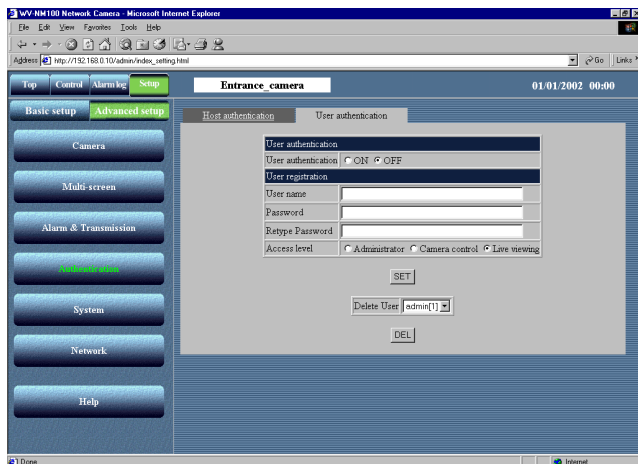 WV-NM100 Network Camera - Microsoft Internet Explorer
File Edit View Favorites Tools Help
Address http://192.168.0.10/admin/index_setting.html Go Links
Top Control Alarm log Setup Entrance_camera 01/01/2002 00:00
Basic setup Advanced setup
Host authentication User authentication
Camera
Multi-screen
Alarm & Transmission
Authentication
System
Network
Help
User authentication
User authentication ON OFF
User registration
User name
Password
Retype Password
Access level Administrator Camera control Live viewing
SET
Delete User admin[1]
DEL
Done Internet